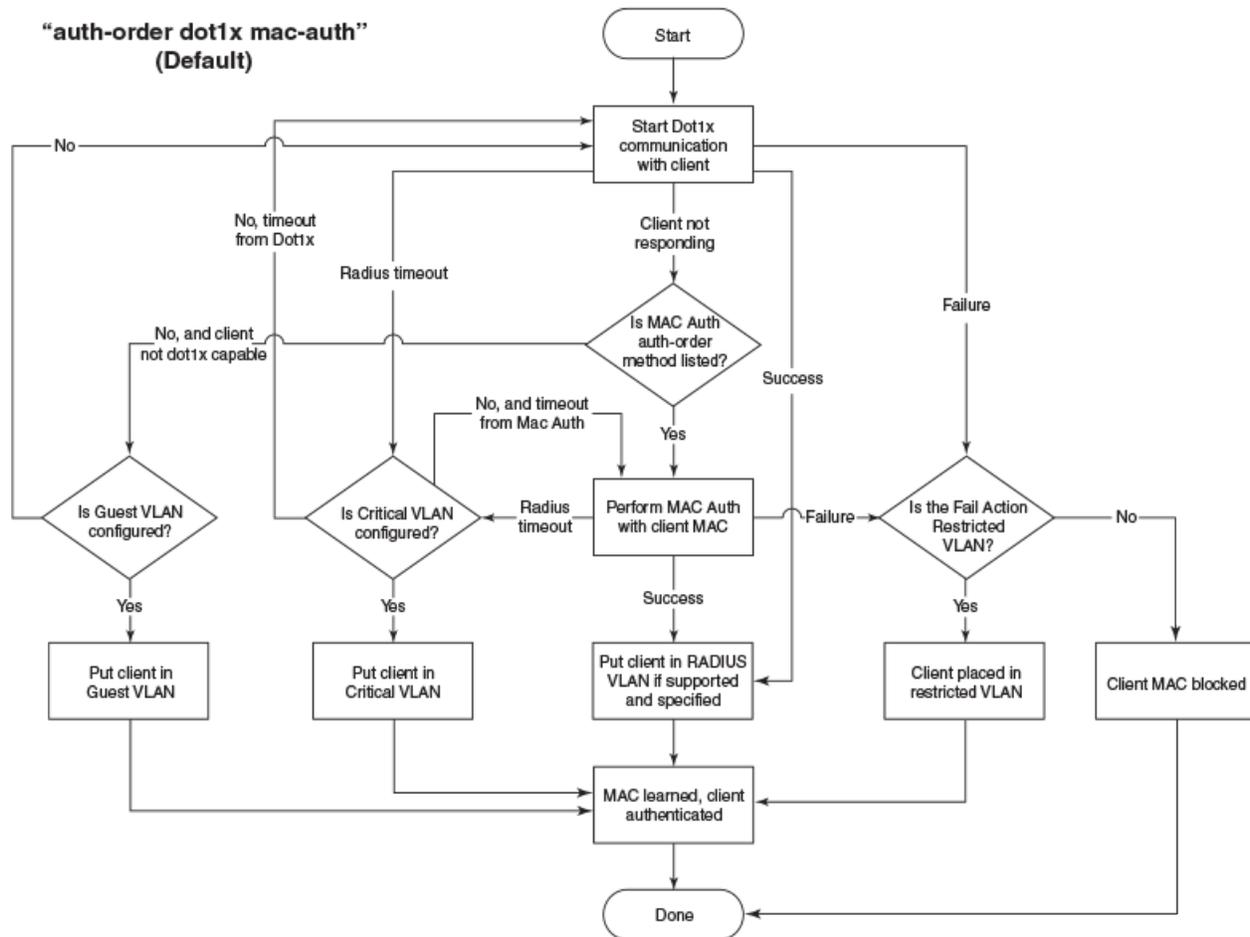 “auth-order dot1x mac-auth”
(Default)
Start
Start Dot1x
communication
with client
No
No, timeout
from Dot1x
Radius timeout
Client not
responding
Failure
Success
Is MAC Auth
auth-order
method listed?
No, and client
not dot1x capable
No, and timeout
from Mac Auth
Yes
Is Guest VLAN
configured?
Is Critical VLAN
configured?
Radius
timeout
Perform MAC Auth
with client MAC
Failure
Is the Fail Action
Restricted
VLAN?
No
Yes
Yes
Success
Yes
Put client in
Guest VLAN
Put client in
Critical VLAN
Put client in RADIUS
VLAN if supported
and specified
Client placed in
restricted VLAN
Client MAC blocked
MAC learned, client
authenticated
Done